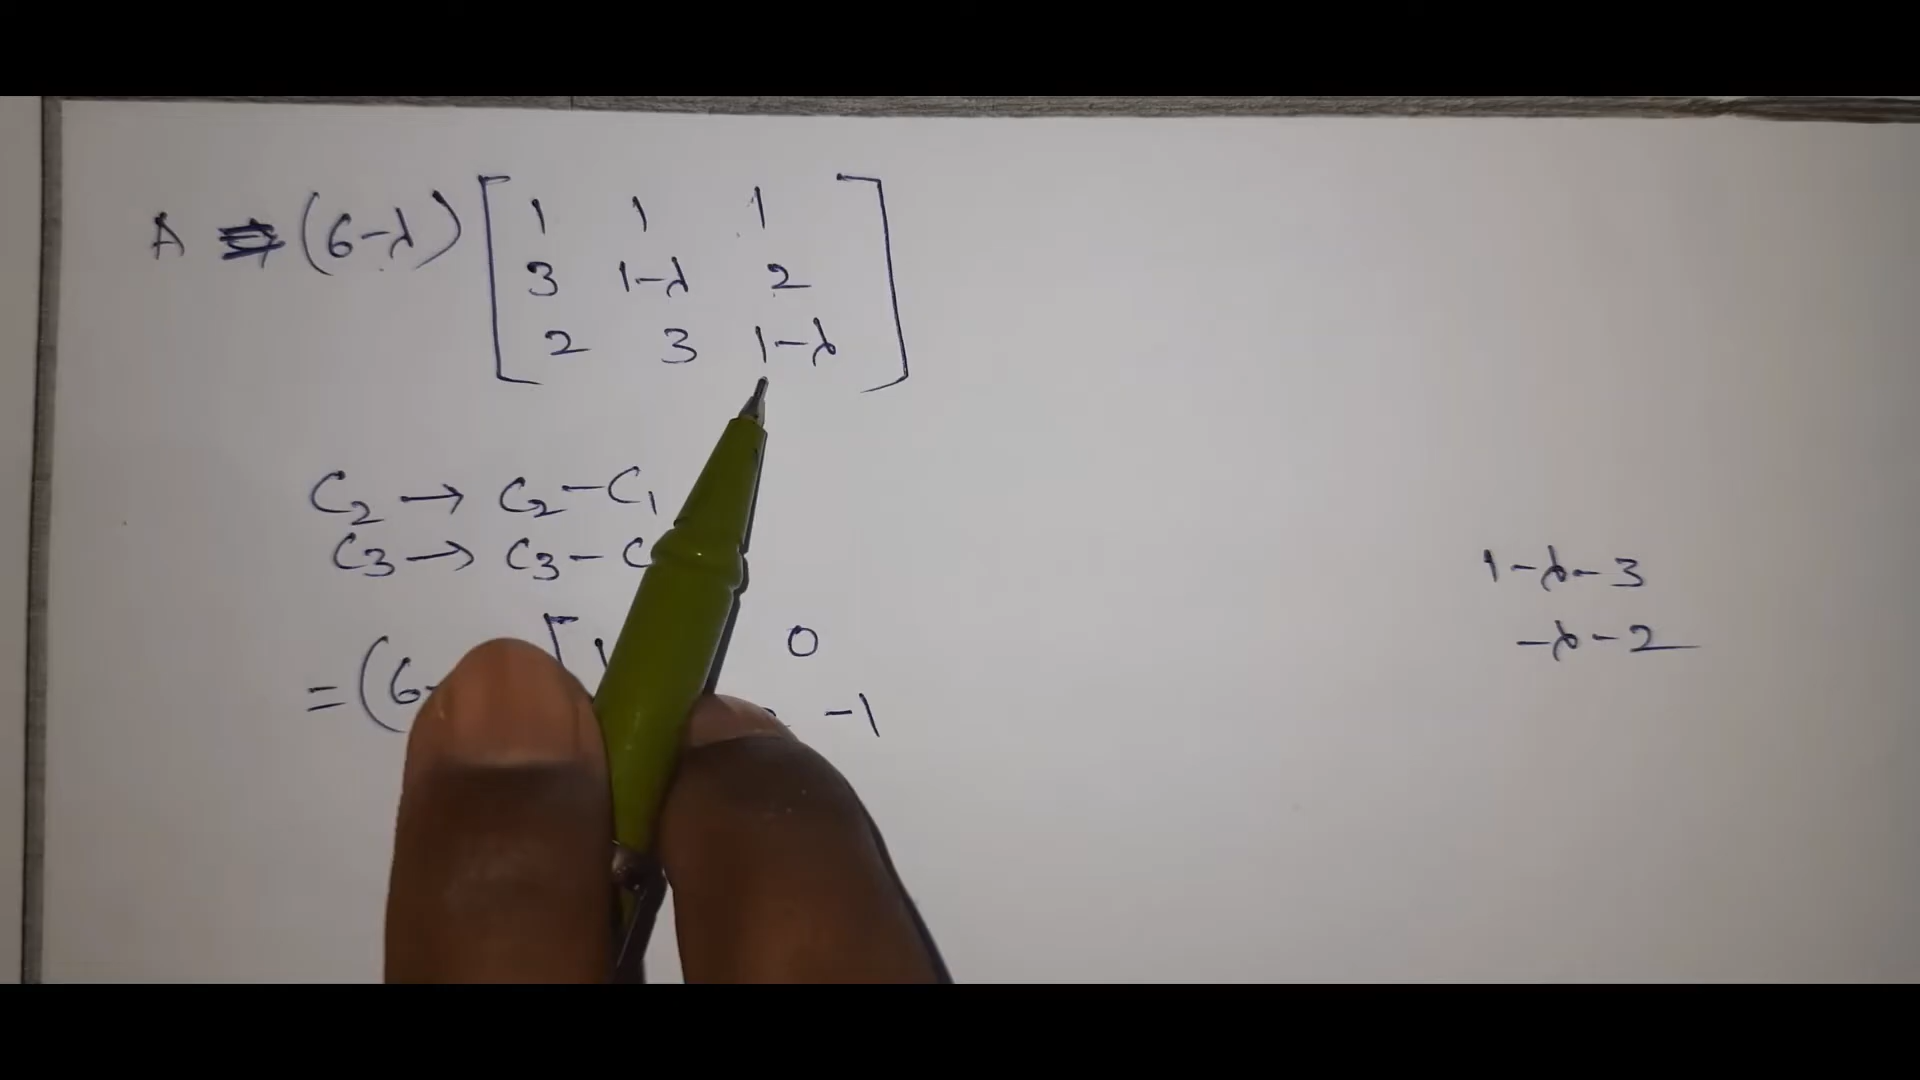 A = (6-λ) [ 1 1 1
3 1-λ 2
2 3 1-λ ]
C₂ → C₂-C₁
C₃ → C₃-C
= (6- [ 1 0
-1
1-λ-3
-λ-2